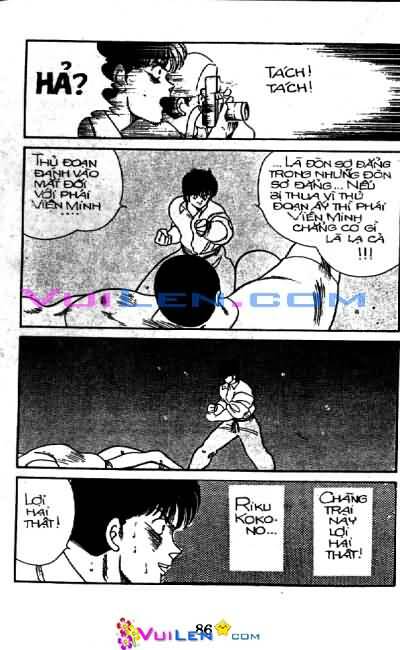 HẢ?
TÁCH!
TÁCH!
THỦ ĐOẠN
ĐÁNH VÀO
MẮT ĐỐI
VỚI PHÁI
VIÊN MINH
....
... LÀ ĐÒN SƠ ĐẲNG
TRONG NHỮNG ĐÒN
SƠ ĐẲNG... NẾU
BỊ THUA VÌ THỦ
ĐOẠN ẤY THÌ PHÁI
VIÊN MINH
CHẲNG CÓ GÌ
LÀ LẠ CẢ
!!!
VUILEN.COM
LỢI
HẠI
THẬT!
RIKU
KOKO-
NO...
CHÀNG
TRAI
NÀY
LỢI
HẠI
THẬT!
86
VUILEN.COM